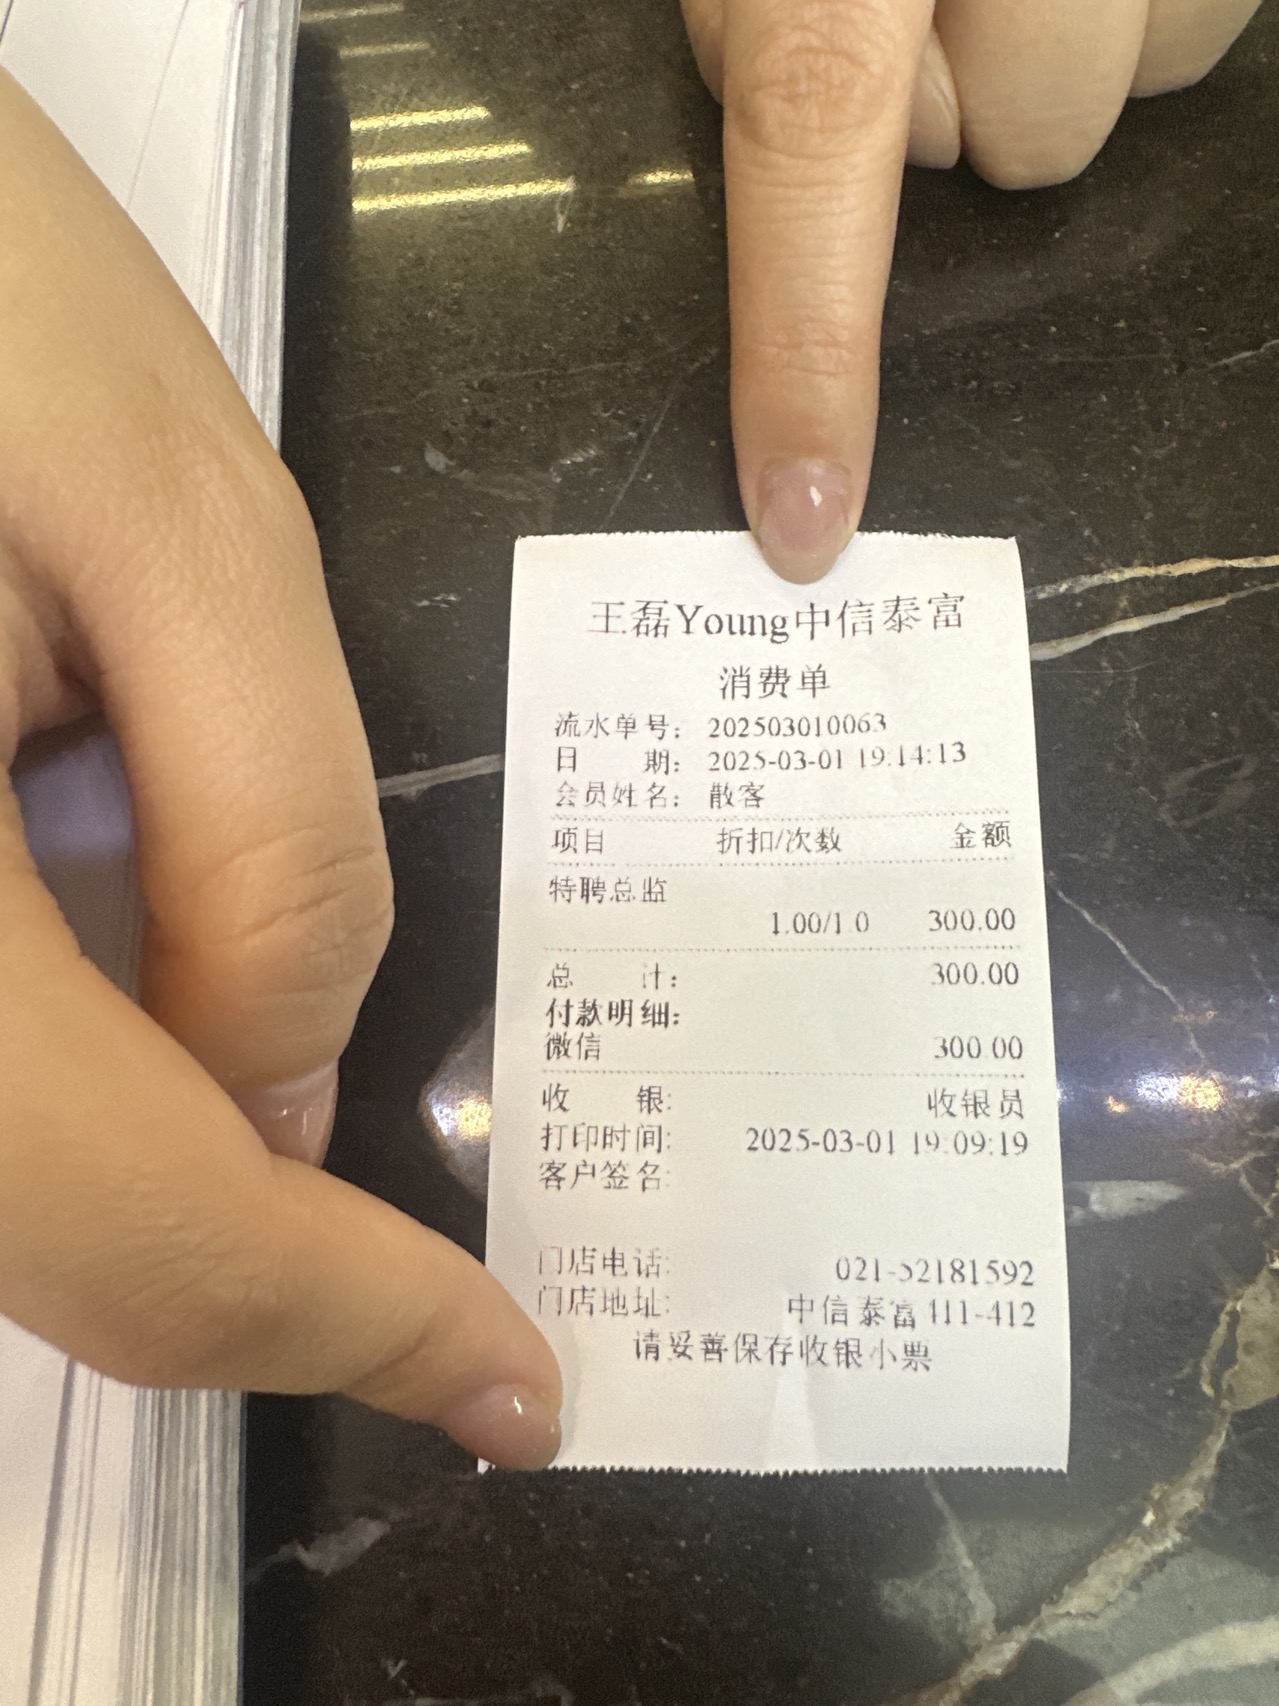 王磊Young中信泰富
消费单
流水单号： 202503010063
日 期： 2025-03-01 19:14:13
会员姓名： 散客
项目 折扣/次数 金额
特聘总监
1.00/1.0 300.00
总 计： 300.00
付款明细：
微信 300.00
收 银: 收银员
打印时间: 2025-03-01 19:09:19
客户签名:
门店电话: 021-52181592
门店地址: 中信泰富411-412
请妥善保存收银小票